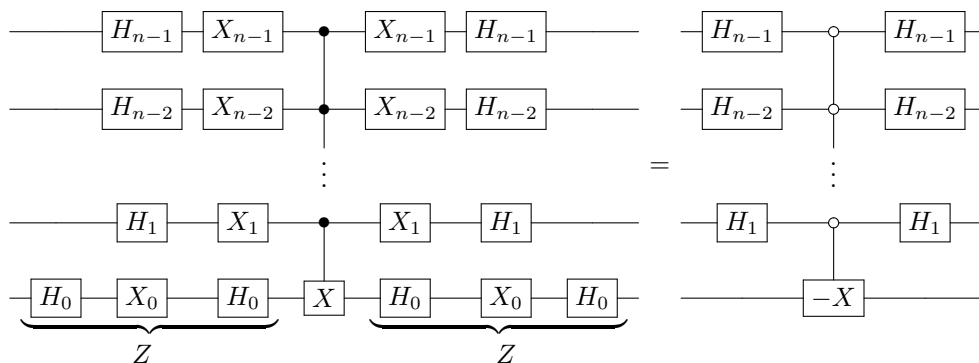 H_{n-1} X_{n-1} X_{n-1} H_{n-1} H_{n-1} H_{n-1}
H_{n-2} X_{n-2} X_{n-2} H_{n-2} H_{n-2} H_{n-2}
⋮ = ⋮
H_1 X_1 X_1 H_1 H_1 H_1
H_0 X_0 H_0 X H_0 X_0 H_0 -X
Z Z